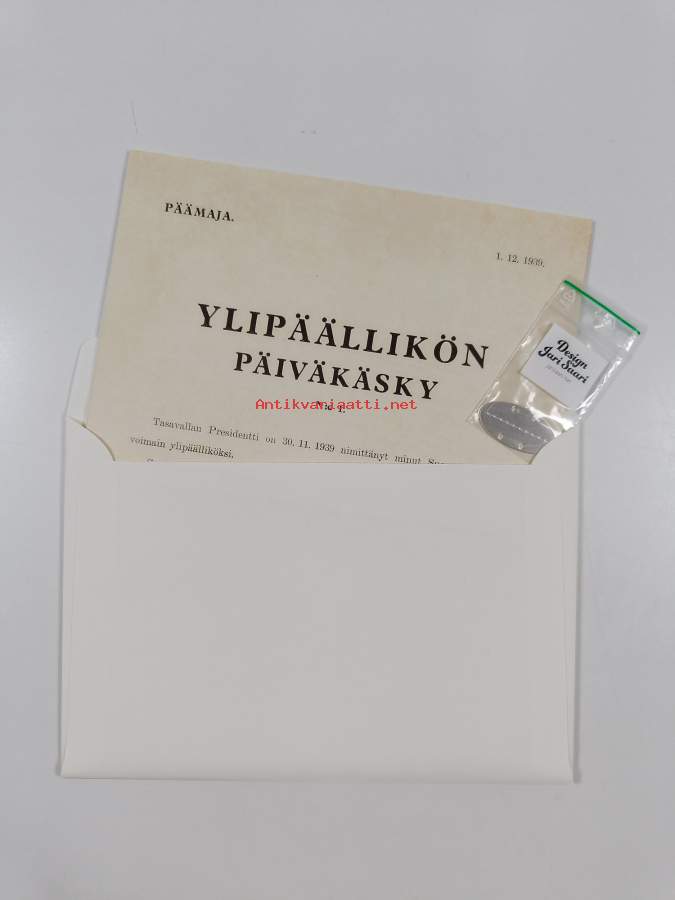 PÄÄMAJA.
1. 12. 1939.
YLIPÄÄLLIKÖN
PÄIVÄKÄSKY
N:o 1.
Antikvariaatti.net
Tasavallan Presidentti on 30. 11. 1939 nimittänyt minut
voimain ylipäälliköksi.
Design
Jari Saari